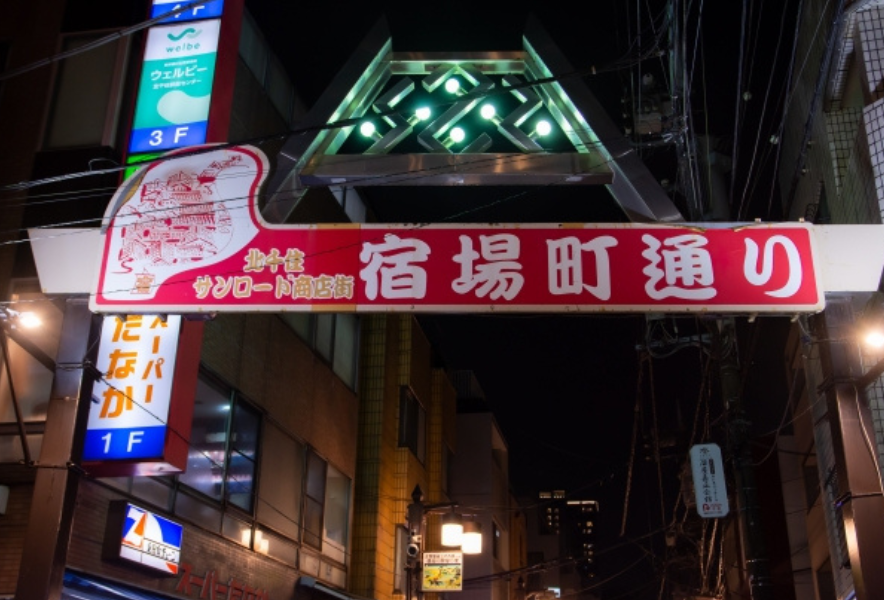 4F
welbe
ウェルビー
3F
北千住
サンロード商店街
宿場町通り
スーパー
たなか
1F